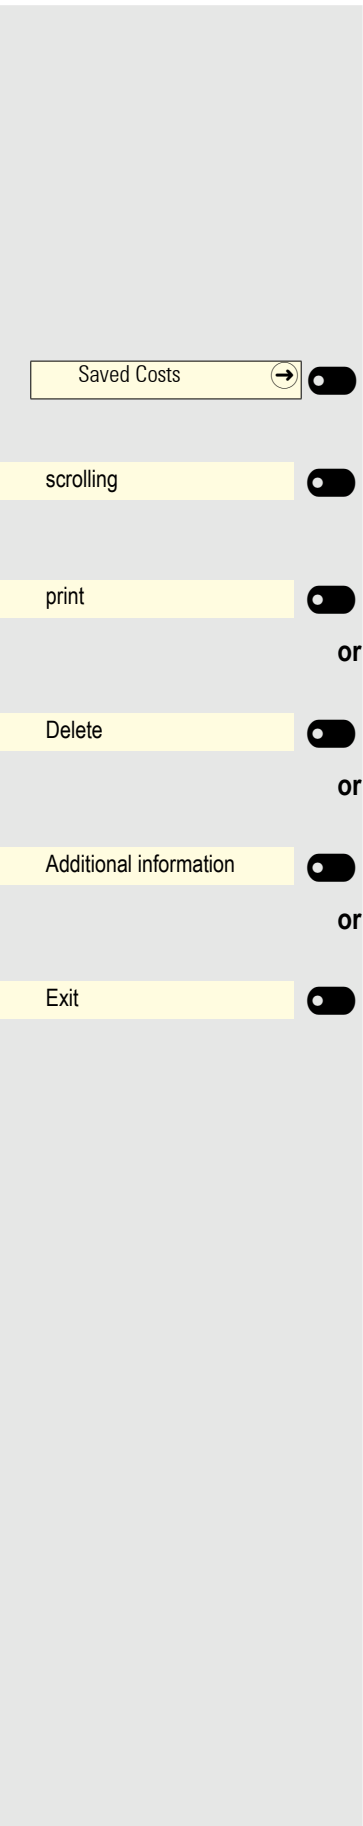 Saved Costs
scrolling
print
or
Delete
or
Additional information
or
Exit